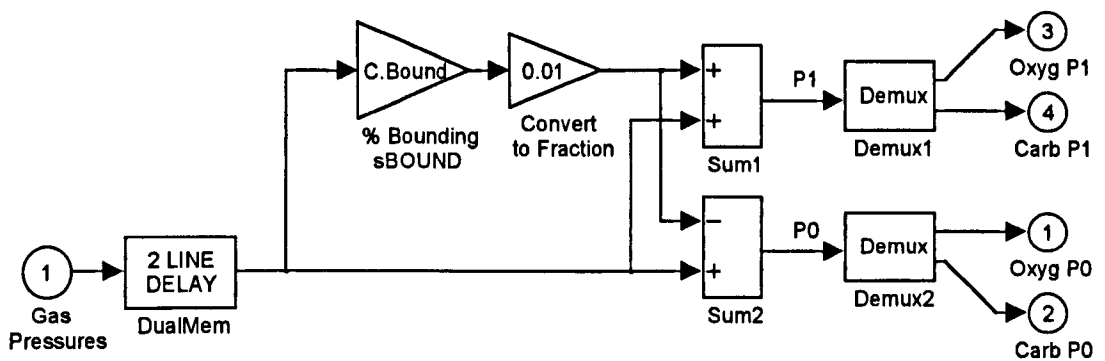 3
Oxyg P1
C.Bound
0.01
+
+
P1
Demux
4
Carb P1
% Bounding
sBOUND
Convert
to Fraction
Sum1
Demux1
1
Gas
Pressures
2 LINE
DELAY
DualMem
−
+
P0
Demux
Sum2
Demux2
1
Oxyg P0
2
Carb P0